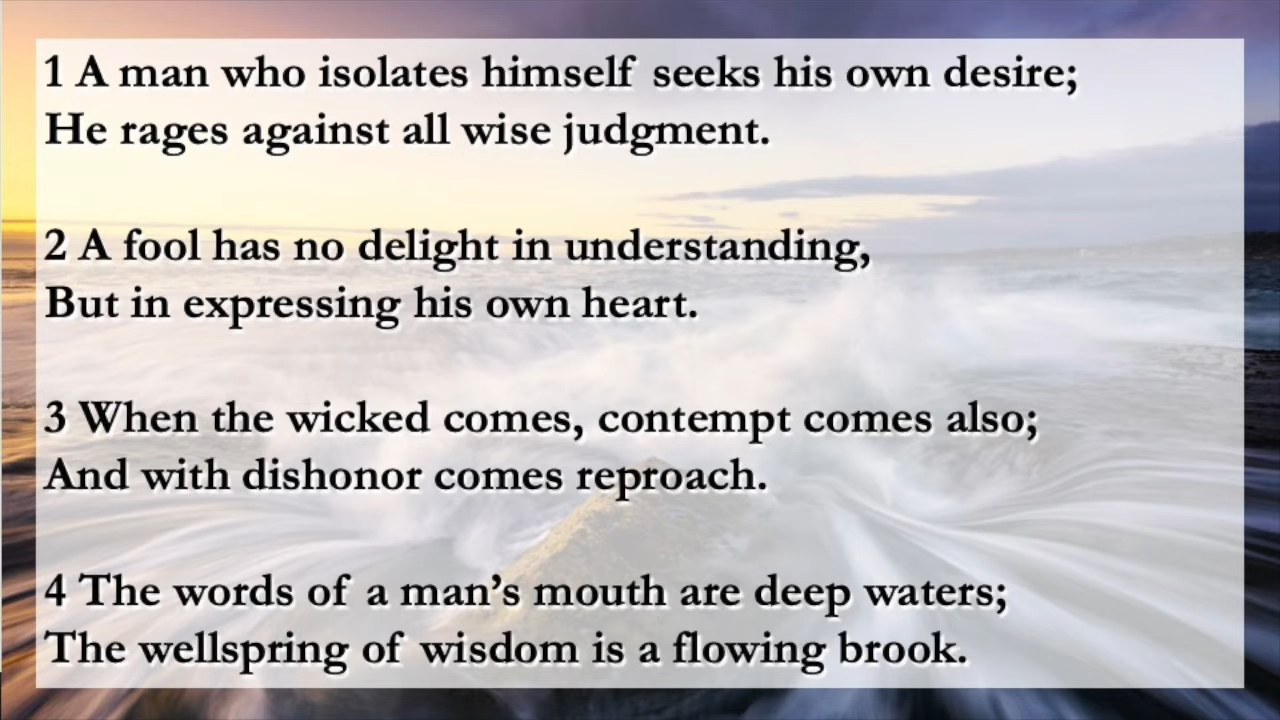 1 A man who isolates himself seeks his own desire;
He rages against all wise judgment.
2 A fool has no delight in understanding,
But in expressing his own heart.
3 When the wicked comes, contempt comes also;
And with dishonor comes reproach.
4 The words of a man’s mouth are deep waters;
The wellspring of wisdom is a flowing brook.